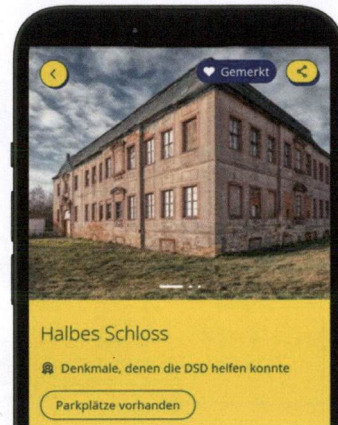 Gemerkt
Halbes Schloss
Denkmale, denen die DSD helfen konnte
Parkplätze vorhanden